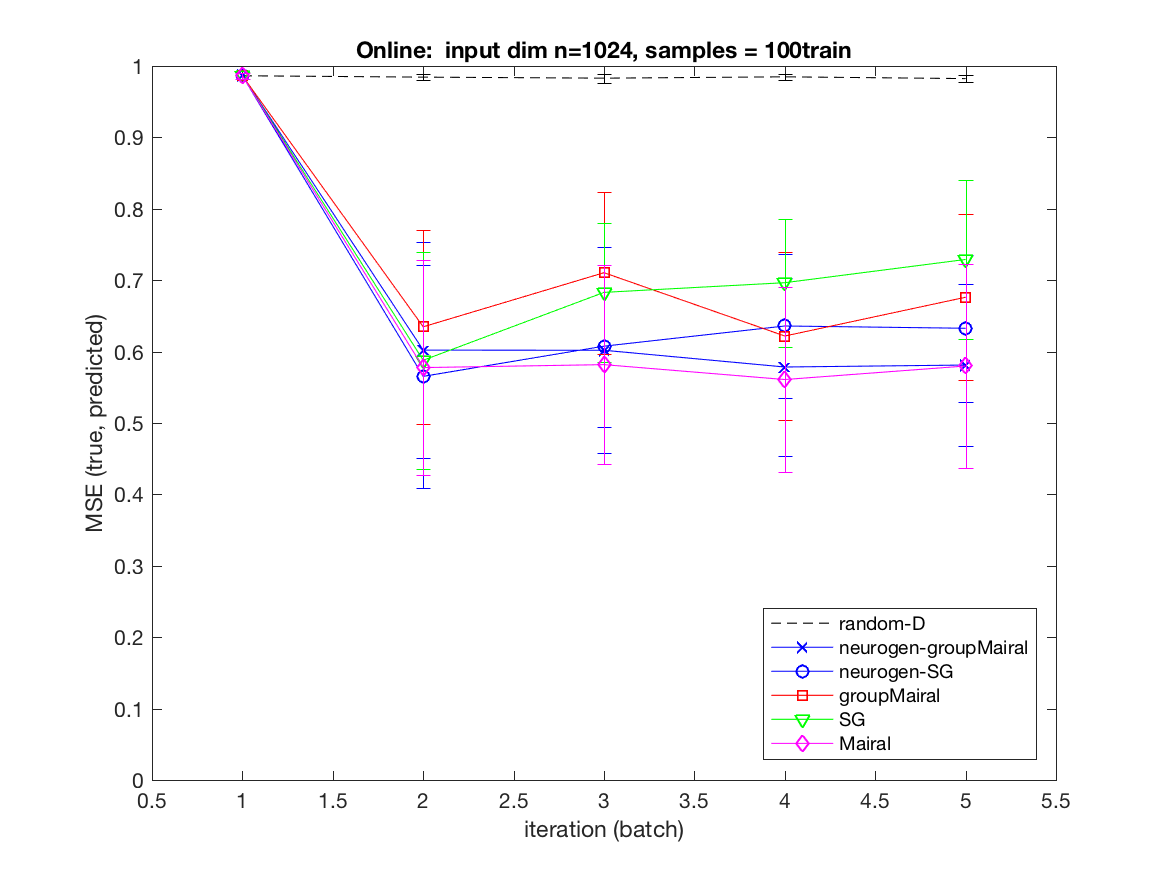 Online:  input dim n=1024, samples = 100train
MSE (true, predicted)
1
0.9
0.8
0.7
0.6
0.5
0.4
0.3
0.2
0.1
0
0.5 1 1.5 2 2.5 3 3.5 4 4.5 5 5.5
iteration (batch)
random-D
neurogen-groupMairal
neurogen-SG
groupMairal
SG
Mairal